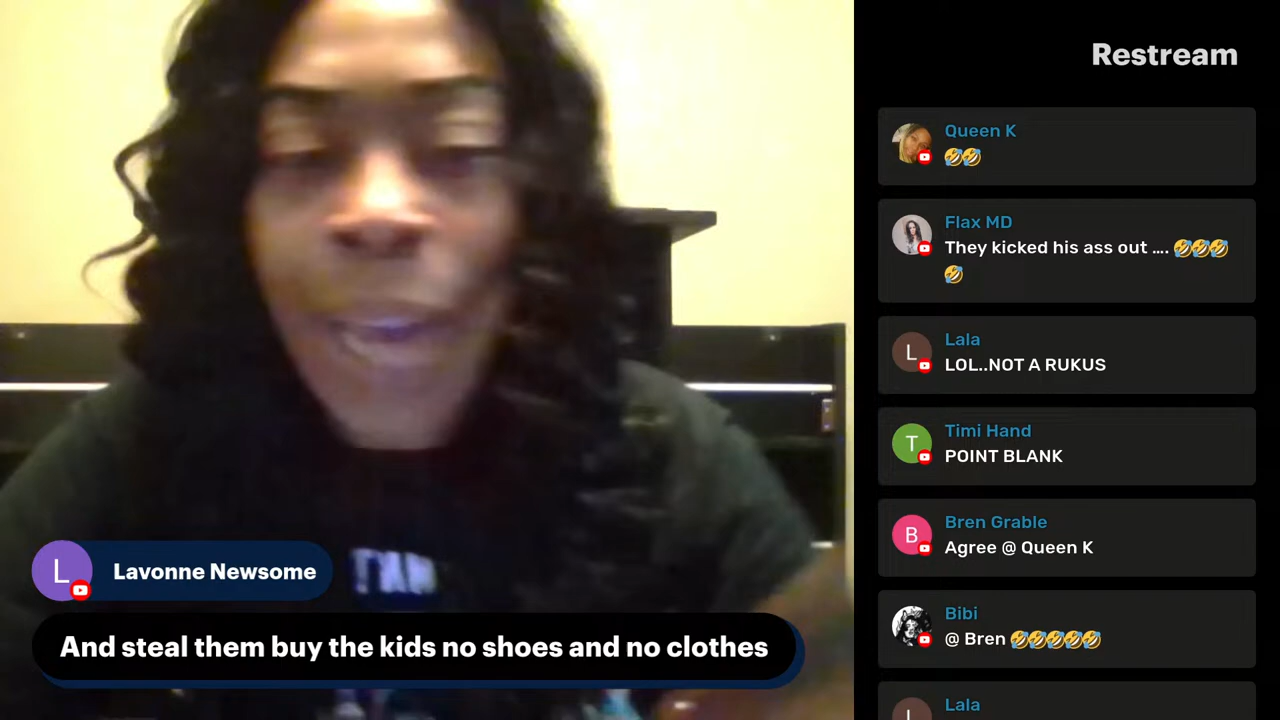 Restream
Queen K
🤣🤣
Flax MD
They kicked his ass out .... 🤣🤣🤣
🤣
L
Lala
LOL..NOT A RUKUS
T
Timi Hand
POINT BLANK
B
Bren Grable
Agree @ Queen K
Bibi
@ Bren 🤣🤣🤣🤣🤣
L
Lala
L
Lavonne Newsome
And steal them buy the kids no shoes and no clothes